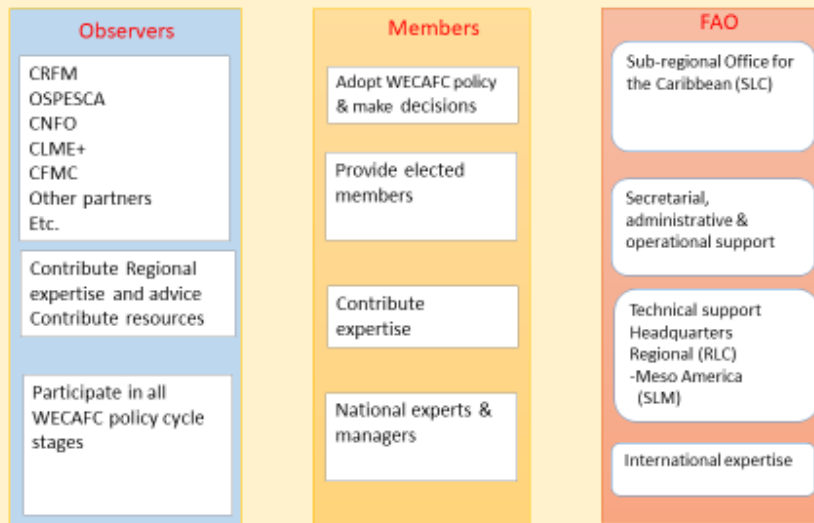 Observers
CRFM
OSPESCA
CNFO
CLME+
CFMC
Other partners
Etc.
Contribute Regional
expertise and advice
Contribute resources
Participate in all
WECAFC policy cycle
stages
Members
Adopt WECAFC policy
& make decisions
Provide elected
members
Contribute
expertise
National experts &
managers
FAO
Sub-regional Office for
the Caribbean (SLC)
Secretarial,
administrative &
operational support
Technical support
Headquarters
Regional (RLC)
-Meso America
(SLM)
International expertise